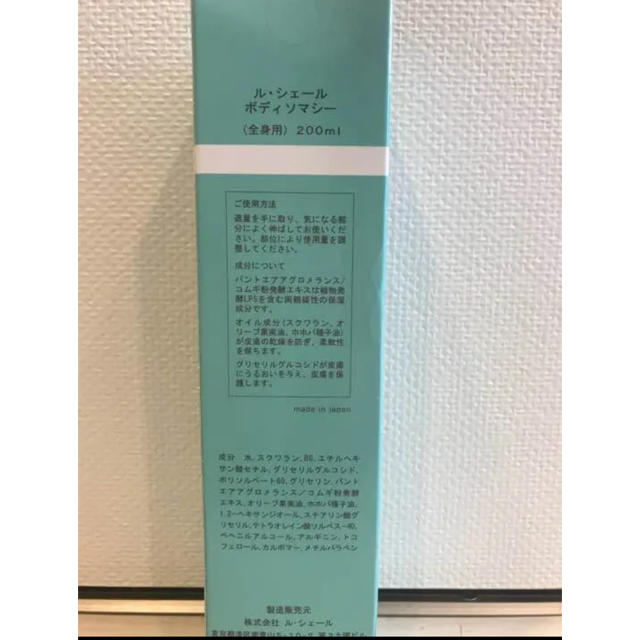 ル・シェール
ボディソマシー
(全身用) 200ml
ご使用方法
適量を手に取り、気になる部
分によく伸ばしてお使いくだ
さい。部位により使用量を調
整してください。
成分について
パントエアアグロメランス/
コムギ粉発酵エキスは植物発
酵LPSを含む両親媒性の保湿
成分です。
オイル成分(スクワラン、オ
リーブ果実油、ホホバ種子油)
が皮膚の乾燥を防ぎ、柔軟性
を保ちます。
グリセリルグルコシドが皮膚
にうるおいを与え、皮膚を保
護します。
made in japan
成分 水、スクワラン、BG、エチルヘキ
サン酸セチル、グリセリルグルコシド、
ポリソルベート60、グリセリン、パント
エアアグロメランス/コムギ粉発酵
エキス、オリーブ果実油、ホホバ種子油、
1,2-ヘキサンジオール、ステアリン酸グ
リセリル、テトラオレイン酸ソルベス-40、
ベヘニルアルコール、アルギニン、トコ
フェロール、カルボマー、メチルパラベン
製造販売元
株式会社 ル・シェール
東京都港区南青山5-10-8